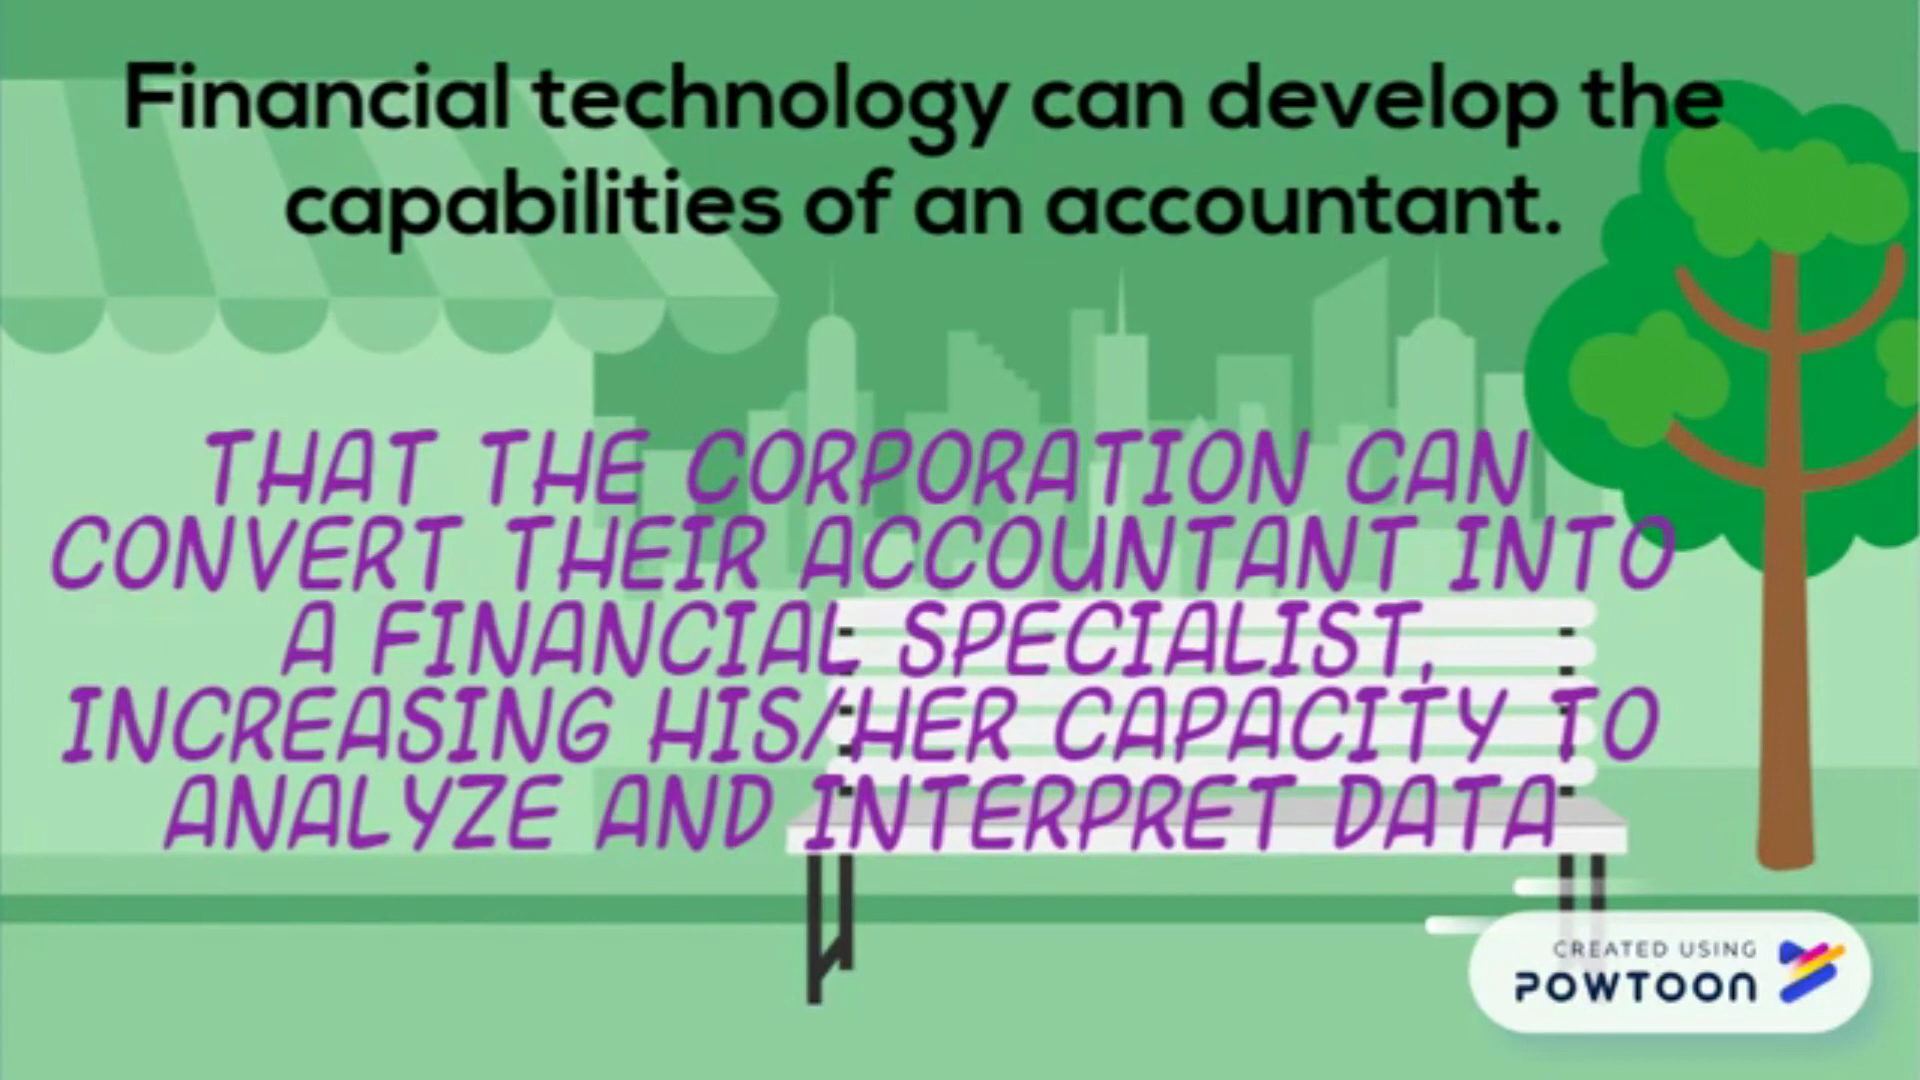 Financial technology can develop the
capabilities of an accountant.
THAT THE CORPORATION CAN
CONVERT THEIR ACCOUNTANT INTO
A FINANCIAL SPECIALIST,
INCREASING HIS/HER CAPACITY TO
ANALYZE AND INTERPRET DATA
CREATED USING
POWTOON